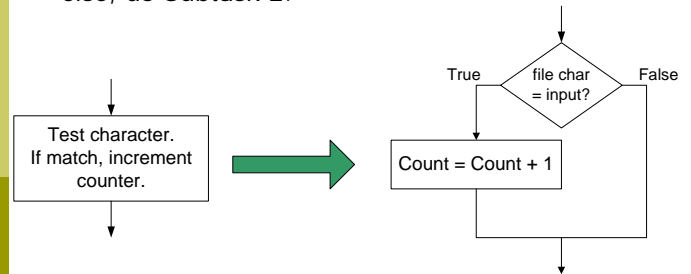 True
file char
= input?
False
Test character.
If match, increment
counter.
Count = Count + 1